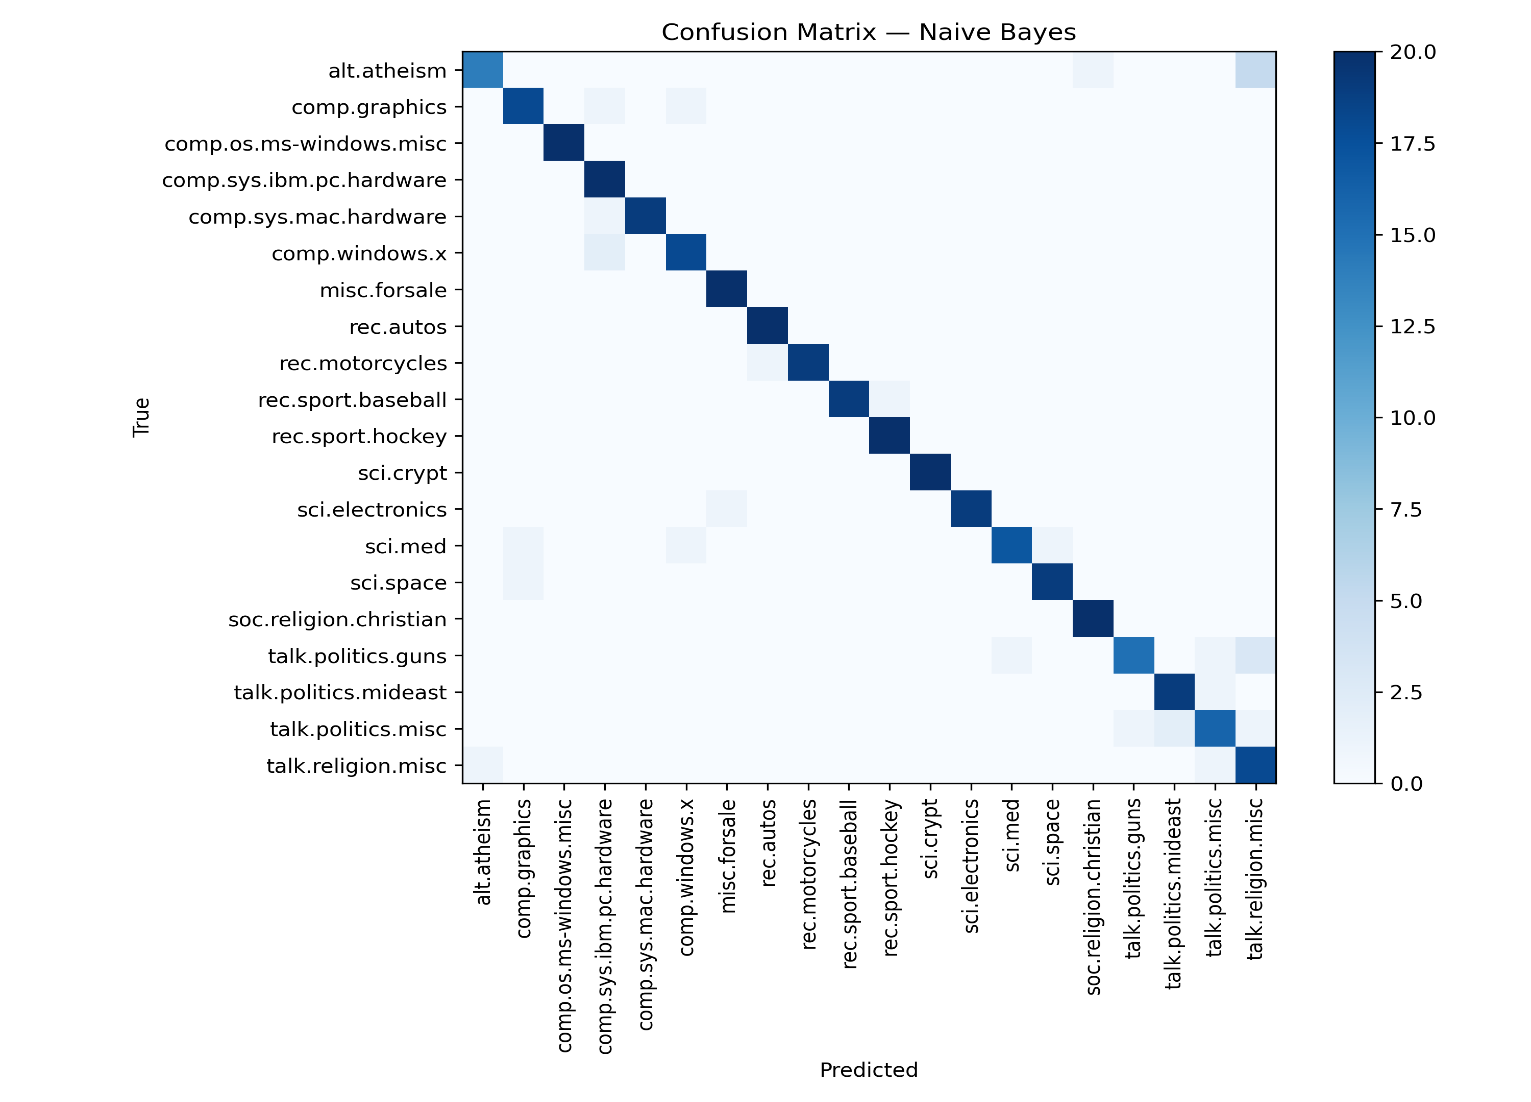 Confusion Matrix — Naive Bayes
True
alt.atheism
comp.graphics
comp.os.ms-windows.misc
comp.sys.ibm.pc.hardware
comp.sys.mac.hardware
comp.windows.x
misc.forsale
rec.autos
rec.motorcycles
rec.sport.baseball
rec.sport.hockey
sci.crypt
sci.electronics
sci.med
sci.space
soc.religion.christian
talk.politics.guns
talk.politics.mideast
talk.politics.misc
talk.religion.misc
20.0
17.5
15.0
12.5
10.0
7.5
5.0
2.5
0.0
alt.atheism
comp.graphics
comp.os.ms-windows.misc
comp.sys.ibm.pc.hardware
comp.sys.mac.hardware
comp.windows.x
misc.forsale
rec.autos
rec.motorcycles
rec.sport.baseball
rec.sport.hockey
sci.crypt
sci.electronics
sci.med
sci.space
soc.religion.christian
talk.politics.guns
talk.politics.mideast
talk.politics.misc
talk.religion.misc
Predicted